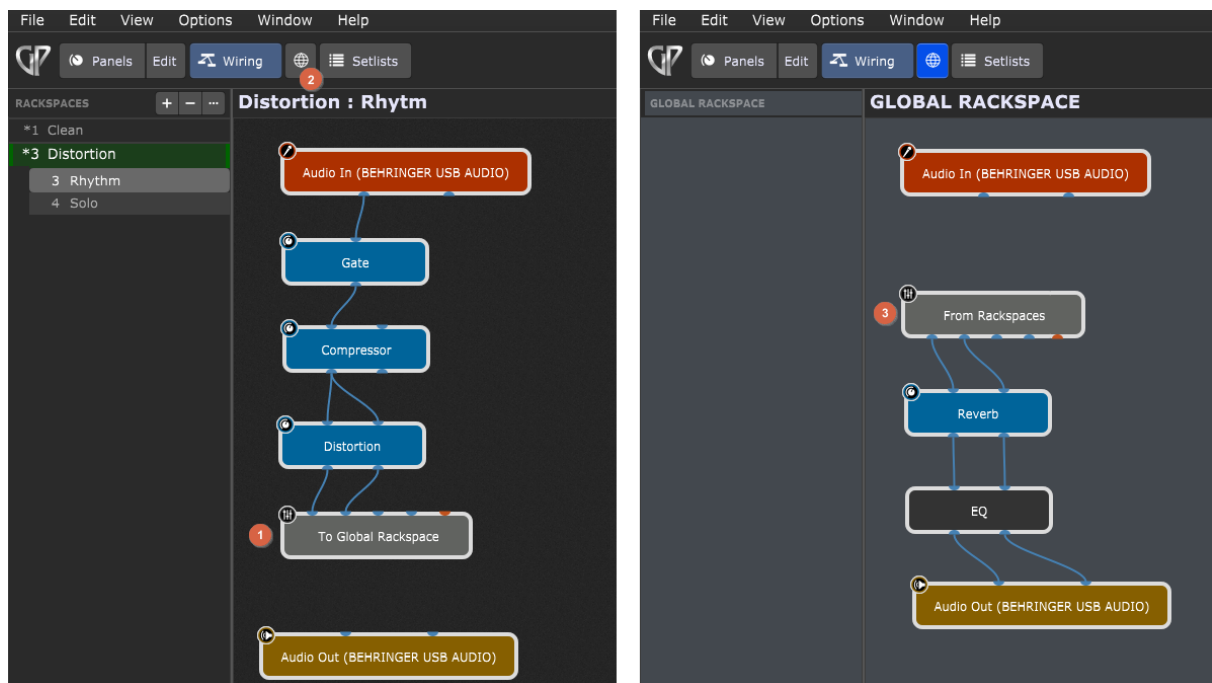 File Edit View Options Window Help
GP Panels Edit Wiring Setlists
2
RACKSPACES + − ...
Distortion : Rhytm
*1 Clean
*3 Distortion
3 Rhythm
4 Solo
Audio In (BEHRINGER USB AUDIO)
Gate
Compressor
Distortion
1
To Global Rackspace
Audio Out (BEHRINGER USB AUDIO)
File Edit View Options Window Help
GP Panels Edit Wiring Setlists
GLOBAL RACKSPACE
GLOBAL RACKSPACE
Audio In (BEHRINGER USB AUDIO)
3
From Rackspaces
Reverb
EQ
Audio Out (BEHRINGER USB AUDIO)